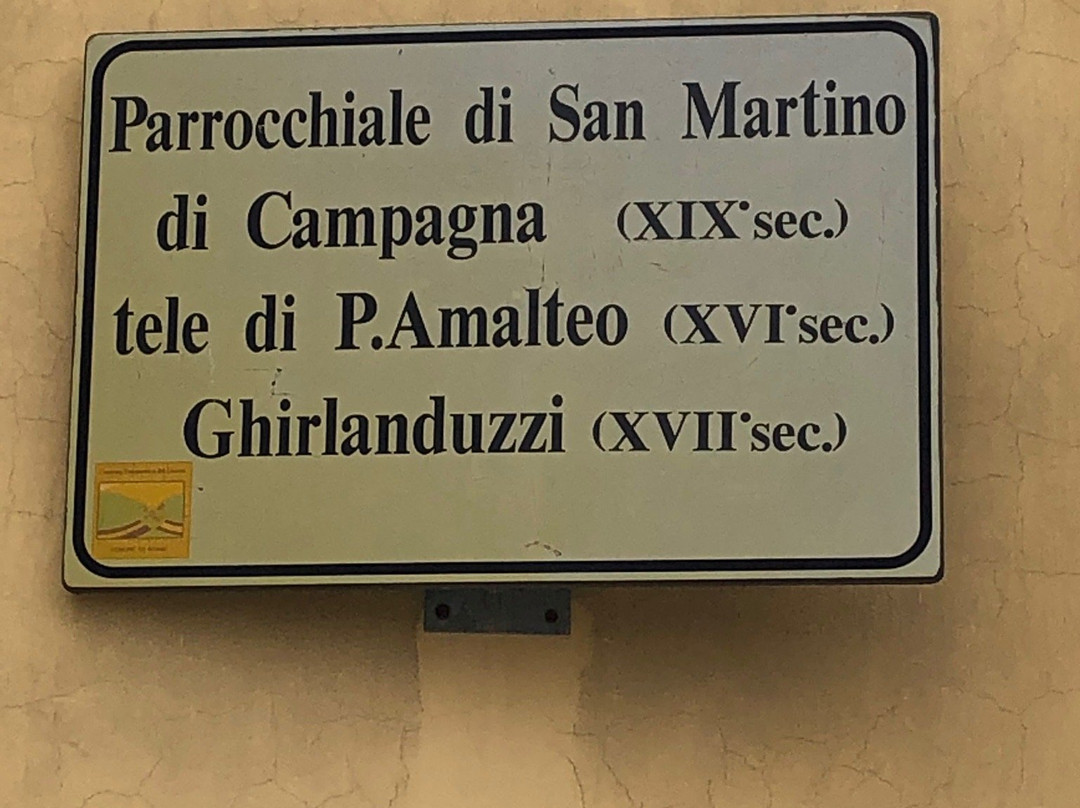 Parrocchiale di San Martino
di Campagna (XIX° sec.)
tele di P.Amalteo (XVI° sec.)
Ghirlanduzzi (XVII° sec.)